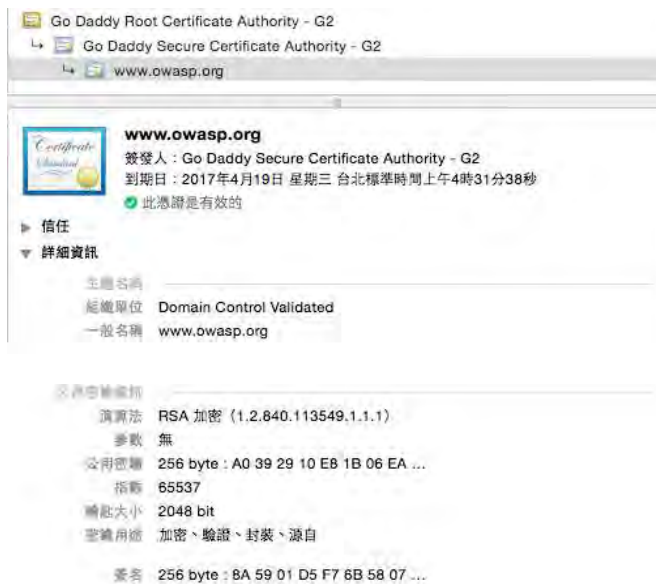 Go Daddy Root Certificate Authority - G2
↳ Go Daddy Secure Certificate Authority - G2
↳ www.owasp.org
Certificate
Standard
www.owasp.org
簽發人：Go Daddy Secure Certificate Authority - G2
到期日：2017年4月19日 星期三 台北標準時間上午4時31分38秒
此憑證是有效的
信任
詳細資訊
主題名稱
組織單位 Domain Control Validated
一般名稱 www.owasp.org
演算法 RSA 加密（1.2.840.113549.1.1.1）
參數 無
公用密鑰 256 byte : A0 39 29 10 E8 1B 06 EA ...
指數 65537
鑰匙大小 2048 bit
密鑰用途 加密、驗證、封裝、源自
簽名 256 byte : 8A 59 01 D5 F7 6B 58 07 ...